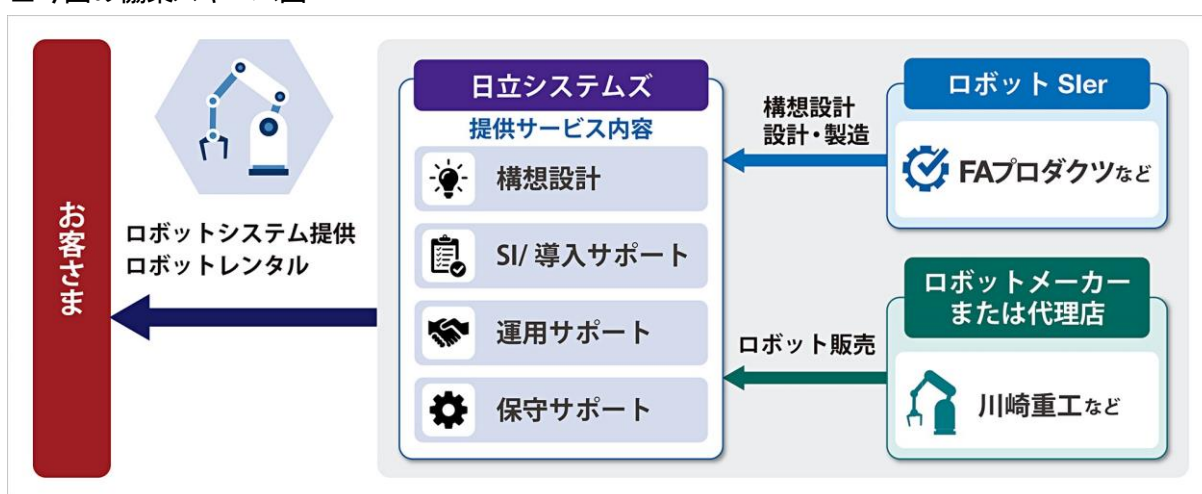 お客さま
ロボットシステム提供
ロボットレンタル
日立システムズ
提供サービス内容
構想設計
SI/ 導入サポート
運用サポート
保守サポート
構想設計
設計・製造
ロボット販売
ロボット SIer
FAプロダクツなど
ロボットメーカー
または代理店
川崎重工など